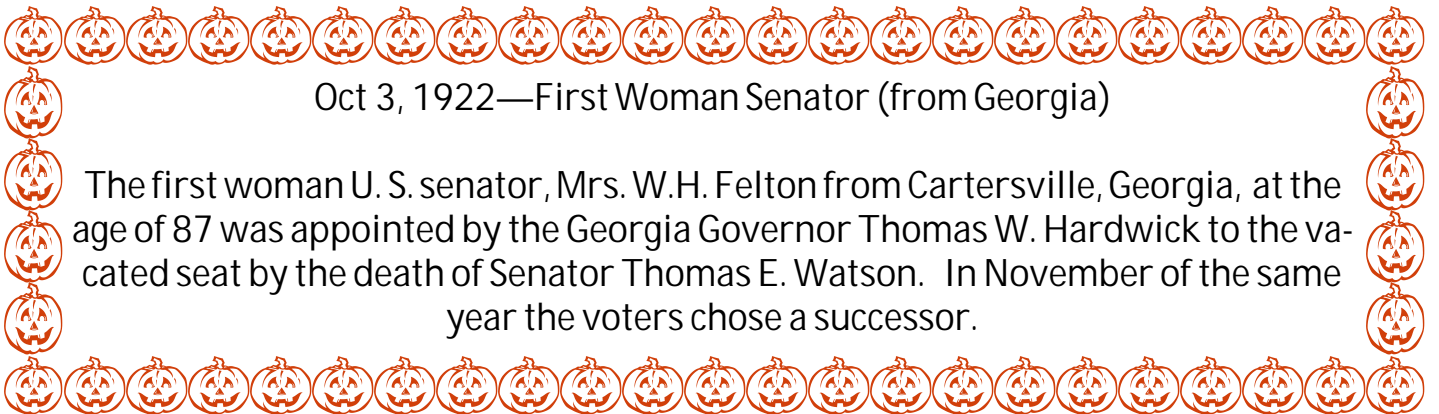 Oct 3, 1922—First Woman Senator (from Georgia)
The first woman U. S. senator, Mrs. W.H. Felton from Cartersville, Georgia, at the
age of 87 was appointed by the Georgia Governor Thomas W. Hardwick to the va-
cated seat by the death of Senator Thomas E. Watson. In November of the same
year the voters chose a successor.